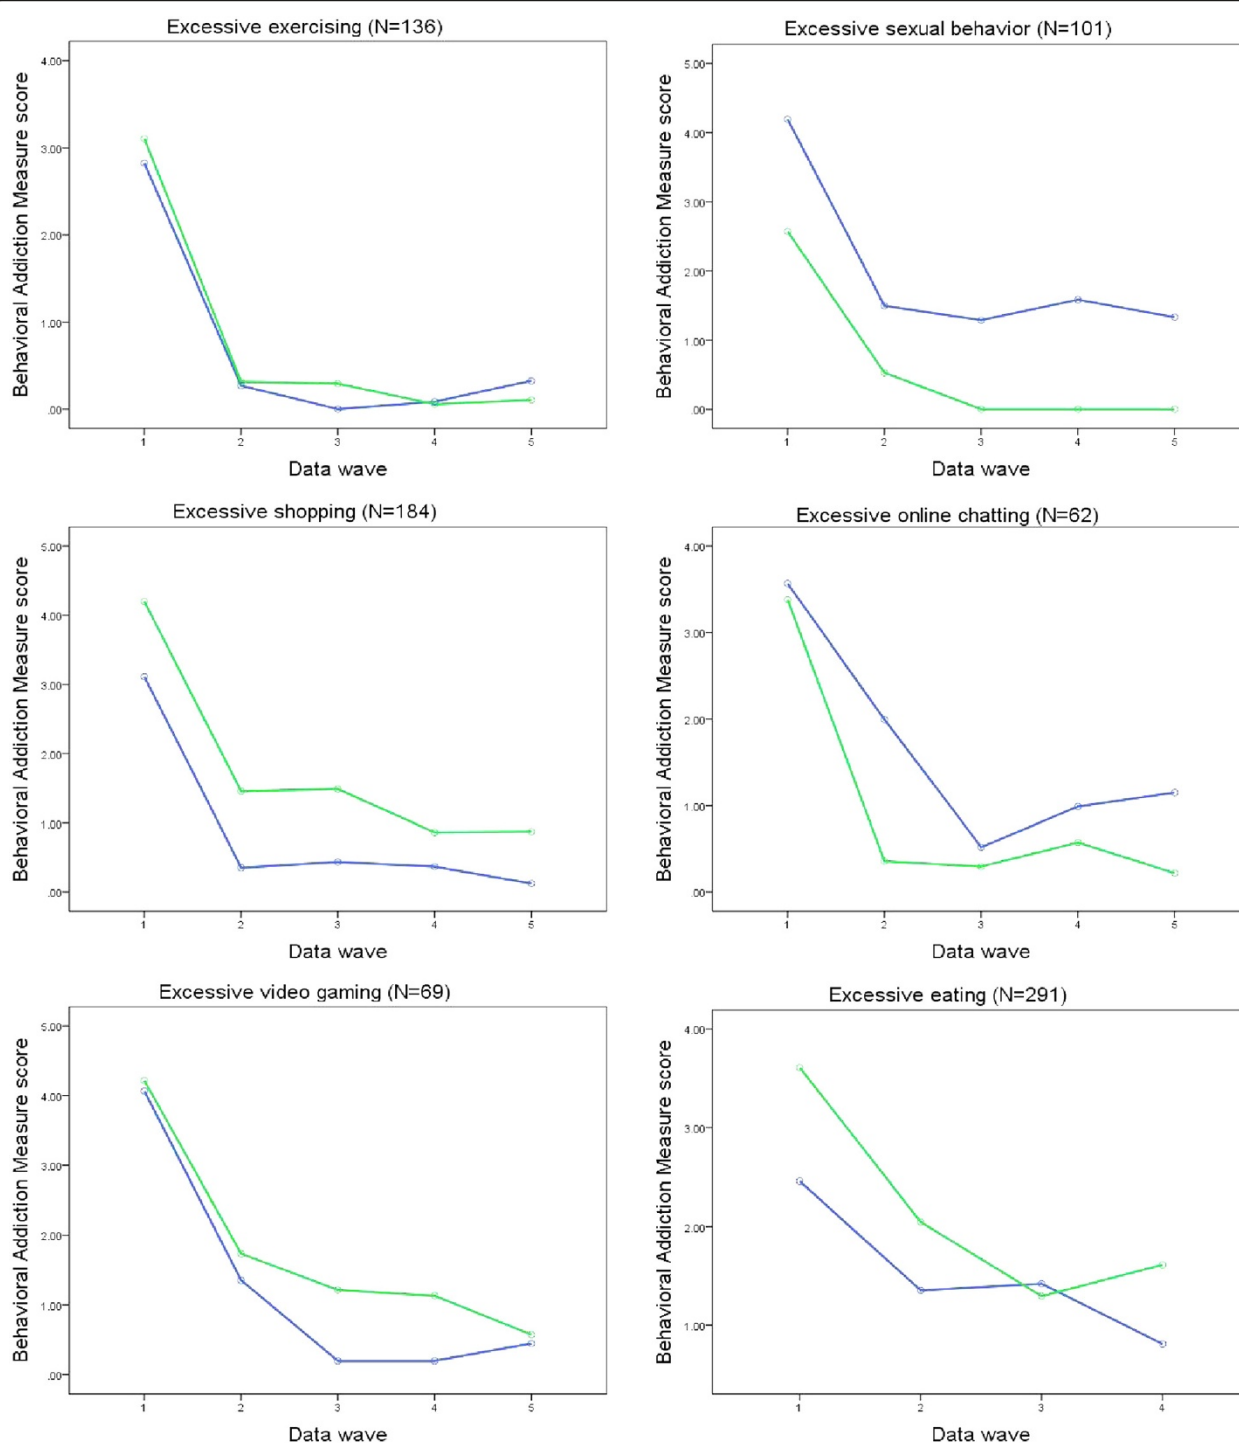 Excessive exercising (N=136)
Behavioral Addiction Measure score
4.00
3.00
2.00
1.00
.00
1 2 3 4 5
Data wave
Excessive sexual behavior (N=101)
Behavioral Addiction Measure score
5.00
4.00
3.00
2.00
1.00
.00
1 2 3 4 5
Data wave
Excessive shopping (N=184)
Behavioral Addiction Measure score
5.00
4.00
3.00
2.00
1.00
.00
1 2 3 4 5
Data wave
Excessive online chatting (N=62)
Behavioral Addiction Measure score
4.00
3.00
2.00
1.00
.00
1 2 3 4 5
Data wave
Excessive video gaming (N=69)
Behavioral Addiction Measure score
5.00
4.00
3.00
2.00
1.00
.00
1 2 3 4 5
Data wave
Excessive eating (N=291)
Behavioral Addiction Measure score
4.00
3.00
2.00
1.00
1 2 3 4
Data wave